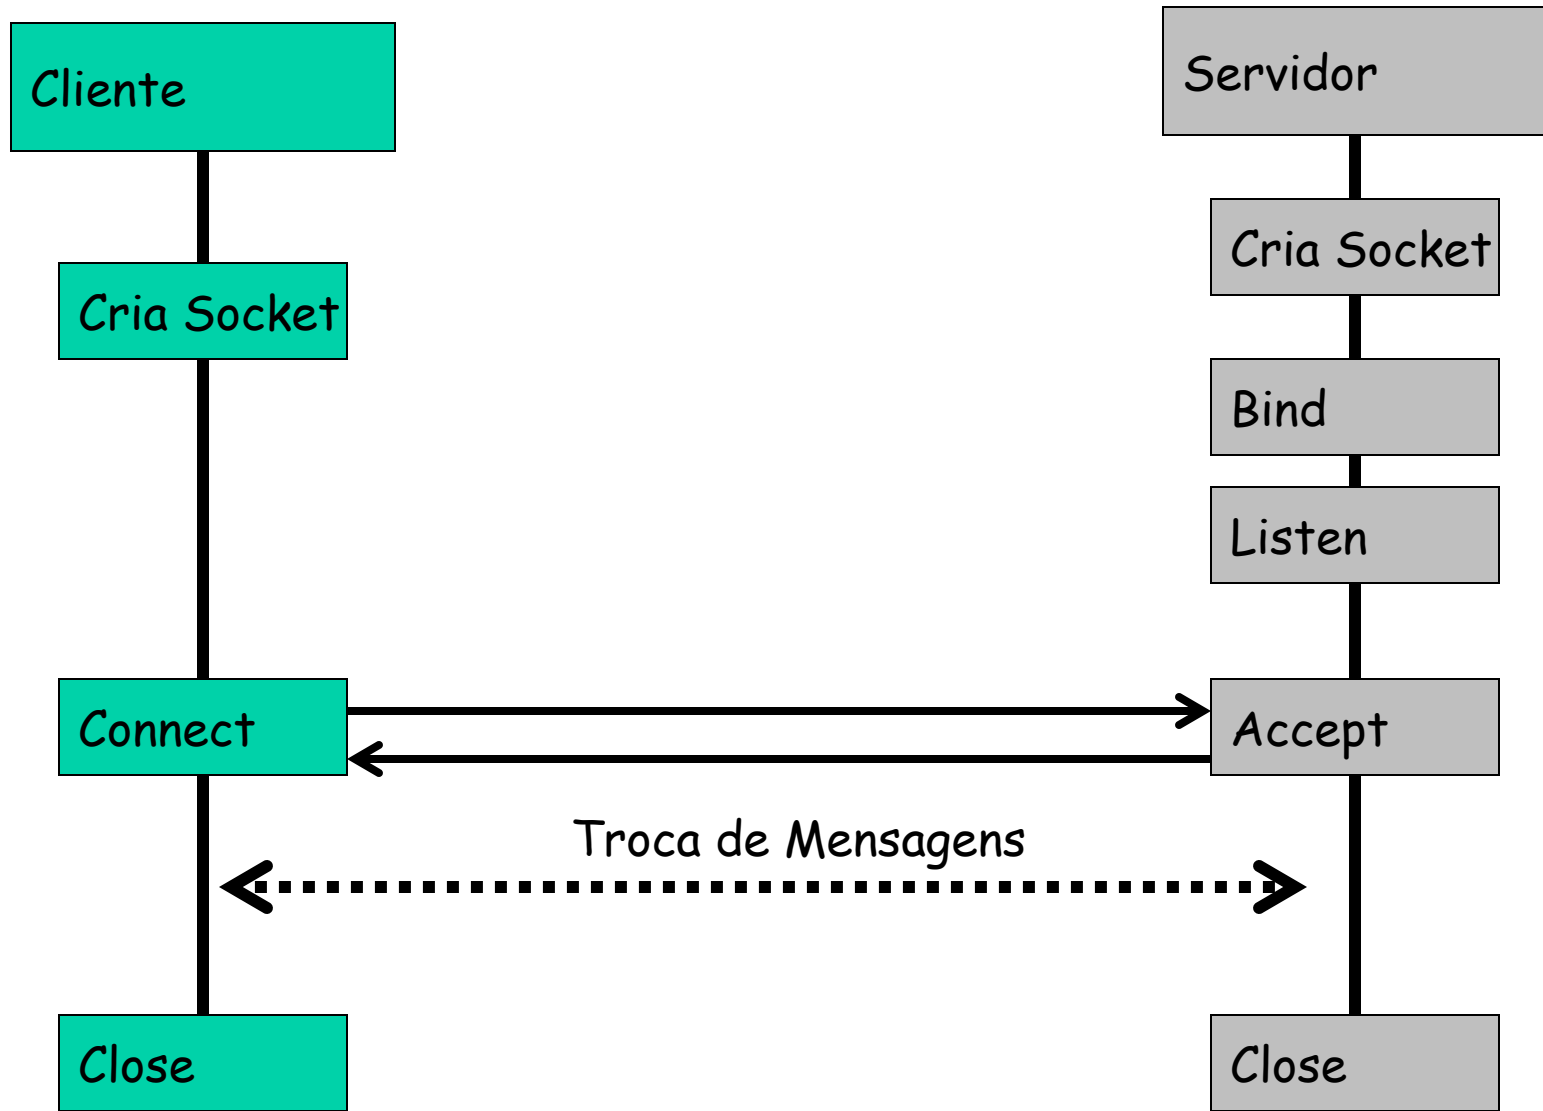 Cliente
Servidor
Cria Socket
Cria Socket
Bind
Listen
Connect
Accept
Troca de Mensagens
Close
Close